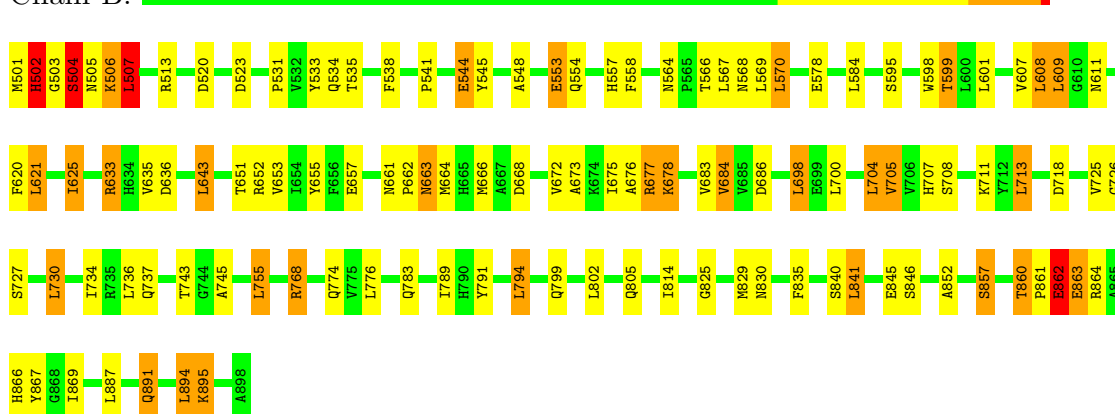 Chain B:
M501 H502 G503 S504 N505 K506 L507 R513 D520 D523 P531 V532 Y533 Q534 T535 F538 P541 E544 Y545 A548 E553 Q554 H557 F558 N564 P565 T566 L567 N568 L569 L570 E578 L584 S595 W598 T599 L600 L601 V607 L608 L609 G610 N611
F620 L621 I625 R633 H634 V635 D636 L643 T651 R652 V653 I654 Y655 F656 E657 N661 P662 N663 M664 H665 M666 A667 D668 V672 A673 K674 I675 A676 R677 K678 V683 V684 V685 D686 L698 E699 L700 L704 V705 V706 H707 S708 K711 Y712 L713 D718 V725 G726
S727 L730 I734 R735 L736 Q737 T743 G744 A745 L755 R768 Q774 V775 L776 Q783 I789 H790 Y791 L794 Q799 L802 Q805 I814 G825 M829 N830 F835 S840 L841 E845 S846 A852 S857 T860 P861 E862 E863 R864 A865
H866 Y867 G868 I869 L887 Q891 L894 K895 A898